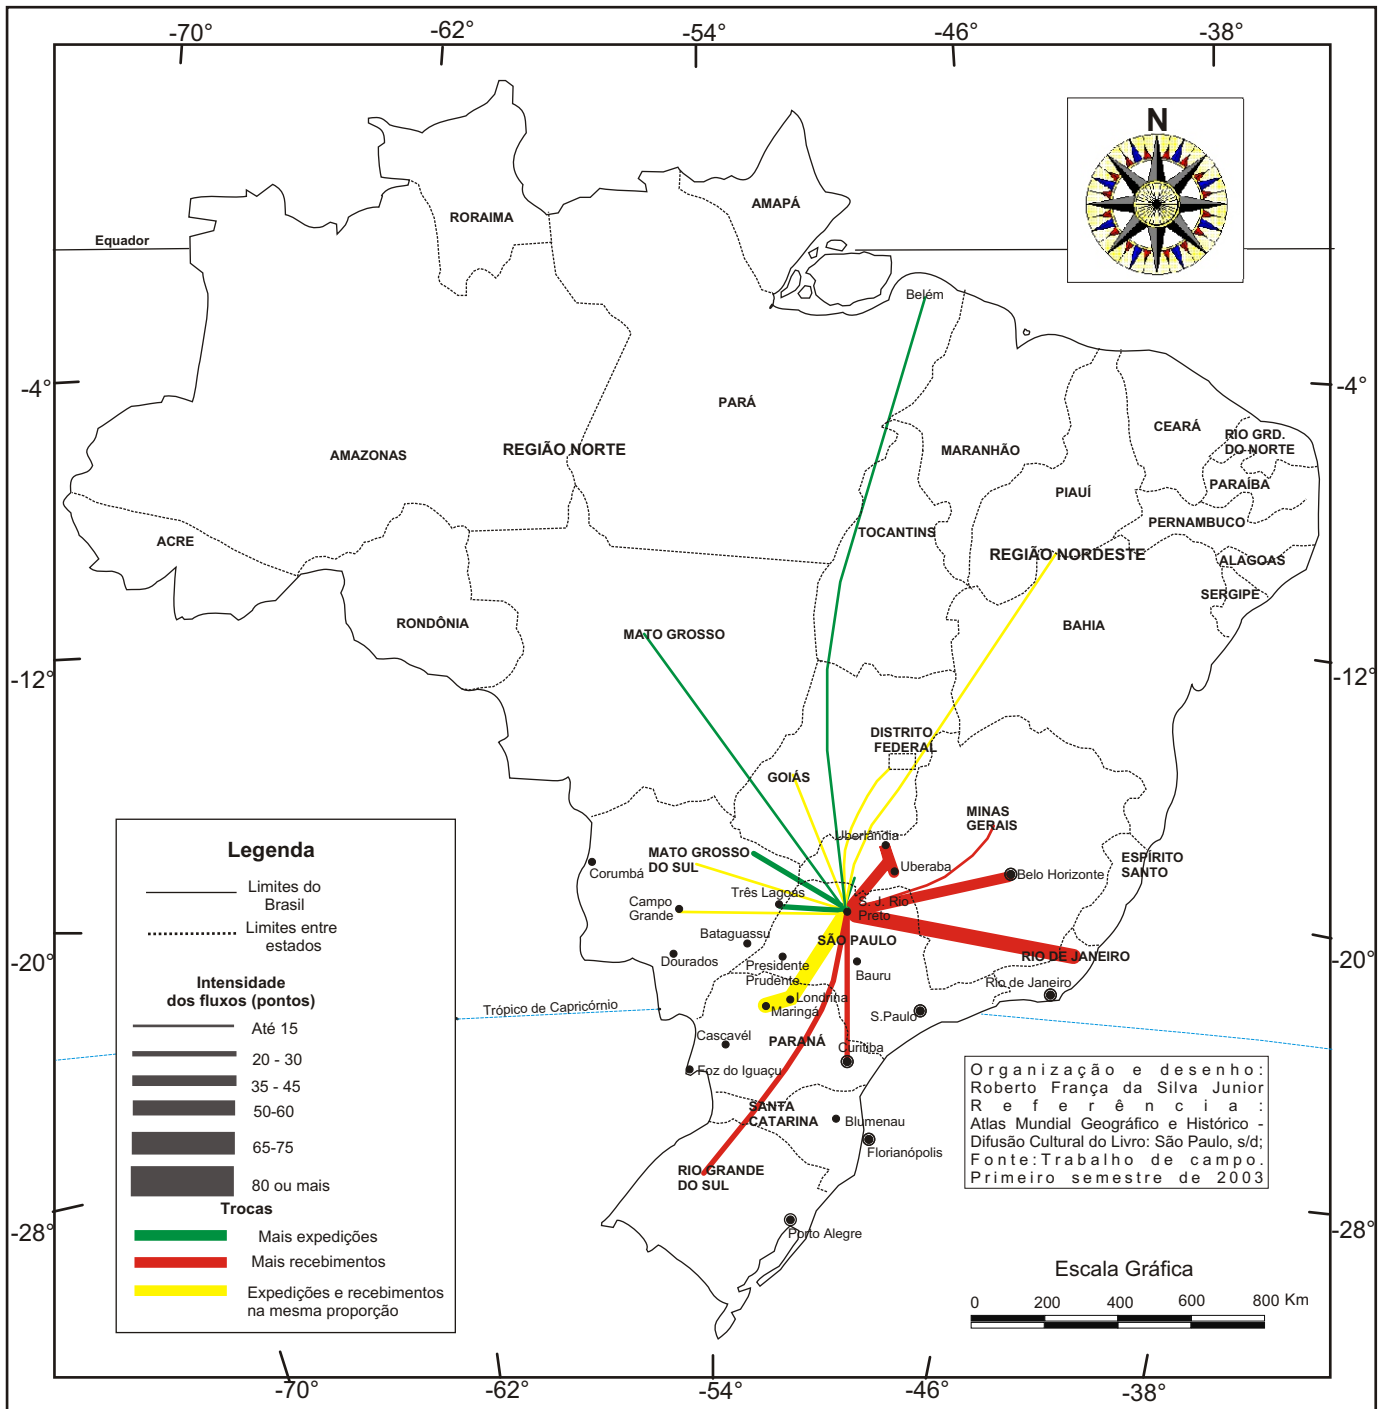 -70°
-62°
-54°
-46°
-38°
N
RORAIMA
AMAPÁ
Equador
Belém
-4°
-4°
PARÁ
CEARÁ
RIO GRD.
DO NORTE
AMAZONAS
REGIÃO NORTE
MARANHÃO
PARAÍBA
PIAUÍ
PERNAMBUCO
ACRE
TOCANTINS
REGIÃO NORDESTE
ALAGOAS
SERGIPE
RONDÔNIA
MATO GROSSO
BAHIA
-12°
-12°
DISTRITO
FEDERAL
GOIÁS
MINAS
GERAIS
Uberlândia
MATO GROSSO
DO SUL
Corumbá
Uberaba
Belo Horizonte
ESPÍRITO
SANTO
Três Lagoas
Campo
Grande
S. J. Rio
Preto
Bataguassu
SÃO PAULO
Dourados
Presidente
Prudente
Bauru
RIO DE JANEIRO
-20°
-20°
Rio de Janeiro
Londrina
Maringá
Trópico de Capricórnio
S.Paulo
Cascavél
PARANÁ
Curitiba
Foz do Iguaçu
SANTA
CATARINA
Blumenau
Florianópolis
RIO GRANDE
DO SUL
Porto Alegre
-28°
-28°
Legenda
Limites do
Brasil
Limites entre
estados
Intensidade
dos fluxos (pontos)
Até 15
20 - 30
35 - 45
50-60
65-75
80 ou mais
Trocas
Mais expedições
Mais recebimentos
Expedições e recebimentos
na mesma proporção
Organização e desenho:
Roberto França da Silva Junior
Referência:
Atlas Mundial Geográfico e Histórico -
Difusão Cultural do Livro: São Paulo, s/d;
Fonte:Trabalho de campo.
Primeiro semestre de 2003
Escala Gráfica
0 200 400 600 800 Km
-70°
-62°
-54°
-46°
-38°